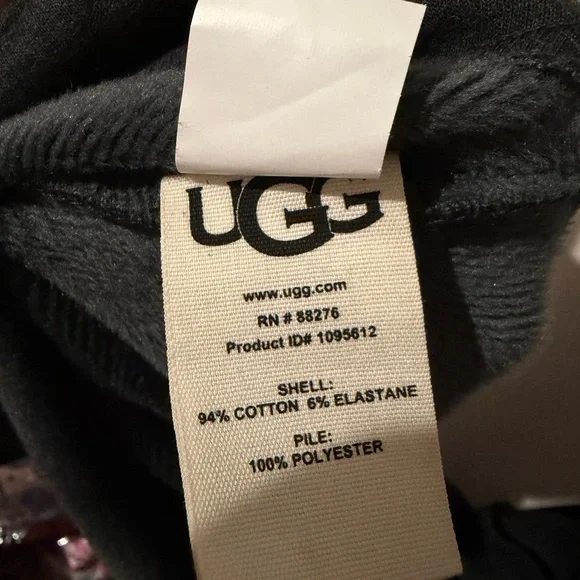 UGG
www.ugg.com
RN # 88276
Product ID# 1095612
SHELL:
94% COTTON 6% ELASTANE
PILE:
100% POLYESTER